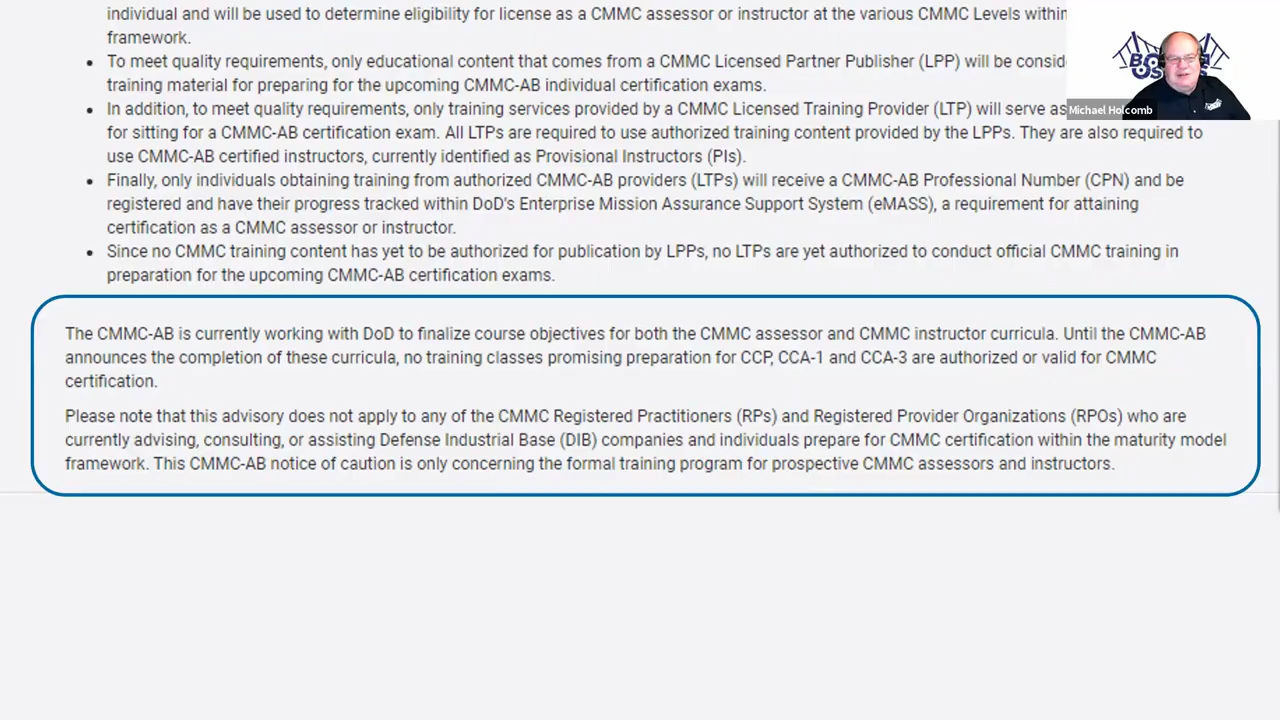 individual and will be used to determine eligibility for license as a CMMC assessor or instructor at the various CMMC Levels within
framework.
• To meet quality requirements, only educational content that comes from a CMMC Licensed Partner Publisher (LPP) will be
training material for preparing for the upcoming CMMC-AB individual certification exams.
• In addition, to meet quality requirements, only training services provided by a CMMC Licensed Training Provider (LTP) will serve as
for sitting for a CMMC-AB certification exam. All LTPs are required to use authorized training content provided by the LPPs. They are also required to
use CMMC-AB certified instructors, currently identified as Provisional Instructors (PIs).
• Finally, only individuals obtaining training from authorized CMMC-AB providers (LTPs) will receive a CMMC-AB Professional Number (CPN) and be
registered and have their progress tracked within DoD's Enterprise Mission Assurance Support System (eMASS), a requirement for attaining
certification as a CMMC assessor or instructor.
• Since no CMMC training content has yet to be authorized for publication by LPPs, no LTPs are yet authorized to conduct official CMMC training in
preparation for the upcoming CMMC-AB certification exams.
The CMMC-AB is currently working with DoD to finalize course objectives for both the CMMC assessor and CMMC instructor curricula. Until the CMMC-AB
announces the completion of these curricula, no training classes promising preparation for CCP, CCA-1 and CCA-3 are authorized or valid for CMMC
certification.
Please note that this advisory does not apply to any of the CMMC Registered Practitioners (RPs) and Registered Provider Organizations (RPOs) who are
currently advising, consulting, or assisting Defense Industrial Base (DIB) companies and individuals prepare for CMMC certification within the maturity model
framework. This CMMC-AB notice of caution is only concerning the formal training program for prospective CMMC assessors and instructors.
Michael Holcomb